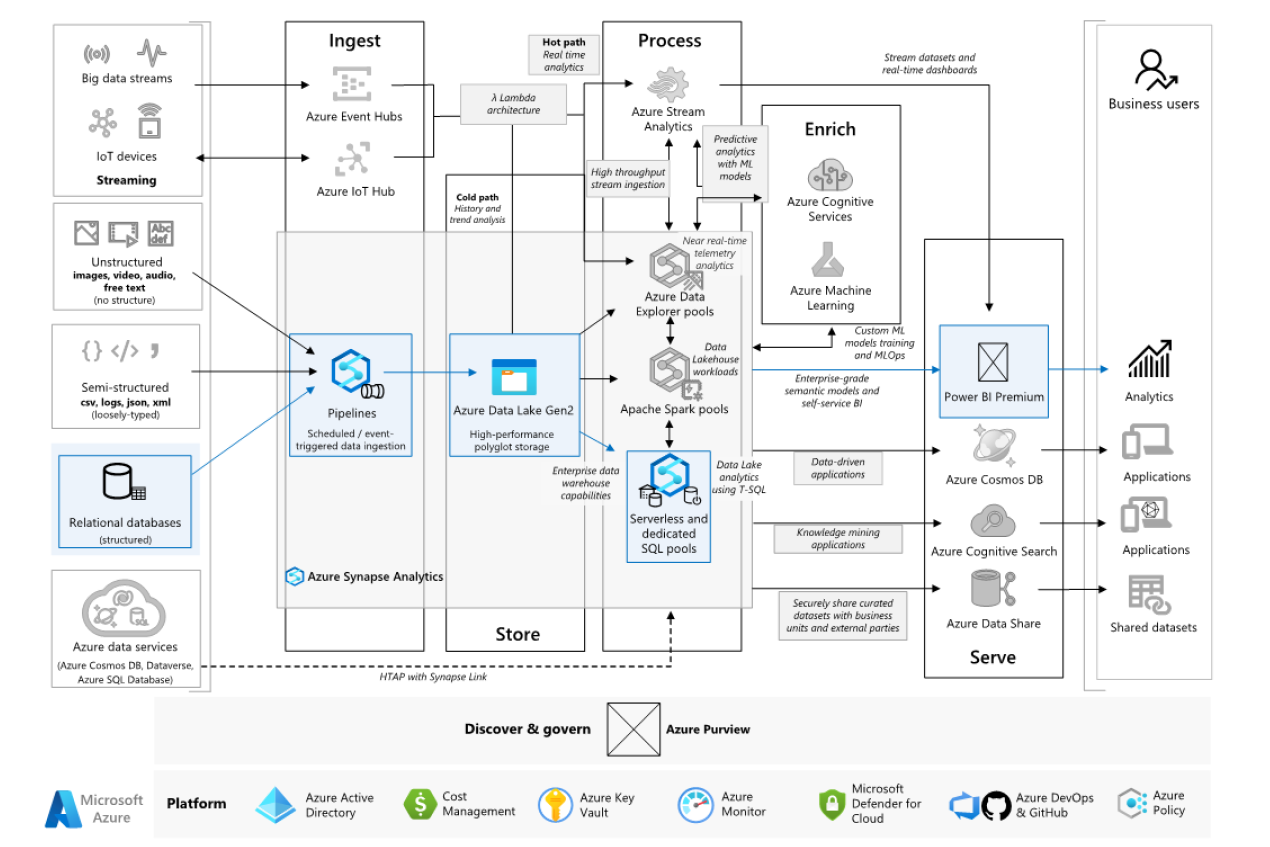 Big data streams
IoT devices
Streaming
Unstructured
images, video, audio,
free text
(no structure)
Abc
def
{} </> ,
Semi-structured
csv, logs, json, xml
(loosely-typed)
Relational databases
(structured)
SQL
Azure data services
(Azure Cosmos DB, Dataverse,
Azure SQL Database)
Ingest
Azure Event Hubs
Azure IoT Hub
Pipelines
Scheduled / event-
triggered data ingestion
Azure Synapse Analytics
λ Lambda
architecture
Hot path
Real time
analytics
Cold path
History and
trend analysis
Azure Data Lake Gen2
High-performance
polyglot storage
Store
Enterprise data
warehouse
capabilities
HTAP with Synapse Link
Process
Azure Stream
Analytics
High throughput
stream ingestion
Predictive
analytics
with ML
models
Near real-time
telemetry
analytics
Azure Data
Explorer pools
Data
Lakehouse
workloads
Apache Spark pools
Data Lake
analytics
using T-SQL
Serverless and
dedicated
SQL pools
Enrich
Azure Cognitive
Services
Azure Machine
Learning
Stream datasets and
real-time dashboards
Custom ML
models training
and MLOps
Enterprise-grade
semantic models and
self-service BI
Data-driven
applications
Knowledge mining
applications
Securely share curated
datasets with business
units and external parties
Power BI Premium
Azure Cosmos DB
Azure Cognitive Search
Azure Data Share
Serve
Business users
Analytics
Applications
Applications
Shared datasets
Discover & govern
Azure Purview
Microsoft
Azure
Platform
Azure Active
Directory
$
Cost
Management
Azure Key
Vault
Azure
Monitor
Microsoft
Defender for
Cloud
Azure DevOps
& GitHub
Azure
Policy